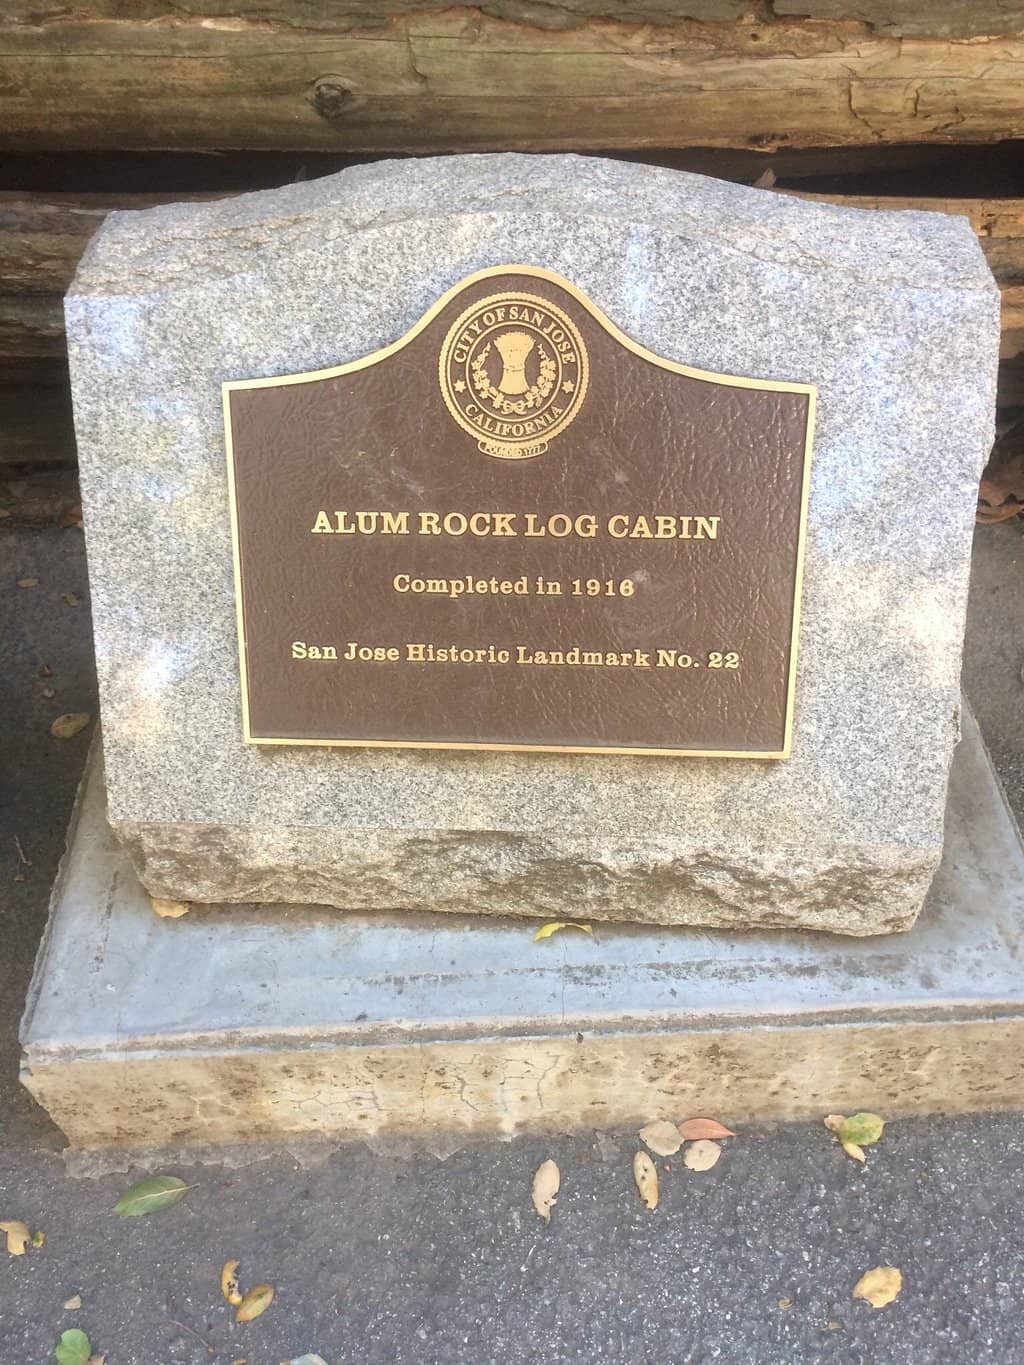 CITY OF SAN JOSE
CALIFORNIA
FOUNDED 1777
ALUM ROCK LOG CABIN
Completed in 1916
San Jose Historic Landmark No. 22